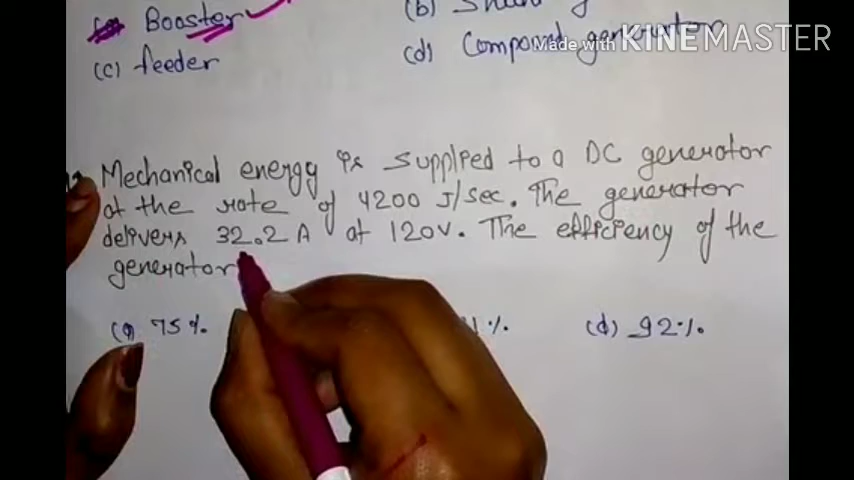 (a) Booster (b)
(c) feeder (d) Compound generator
Made with KINEMASTER
Mechanical energy is supplied to a DC generator
at the rate of 4200 J/sec. The generator
delivers 32.2 A at 120V. The efficiency of the
generator
(a) 75%. 1%. (d) 92%.